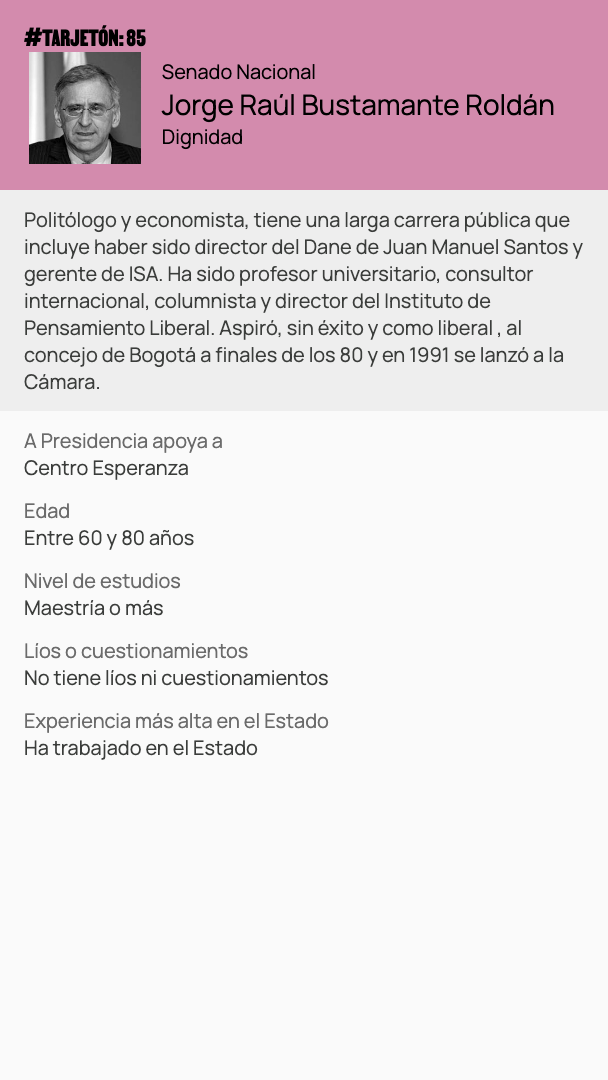 #TARJETÓN: 85
Senado Nacional
Jorge Raúl Bustamante Roldán
Dignidad
Politólogo y economista, tiene una larga carrera pública que
incluye haber sido director del Dane de Juan Manuel Santos y
gerente de ISA. Ha sido profesor universitario, consultor
internacional, columnista y director del Instituto de
Pensamiento Liberal. Aspiró, sin éxito y como liberal , al
concejo de Bogotá a finales de los 80 y en 1991 se lanzó a la
Cámara.
A Presidencia apoya a
Centro Esperanza
Edad
Entre 60 y 80 años
Nivel de estudios
Maestría o más
Líos o cuestionamientos
No tiene líos ni cuestionamientos
Experiencia más alta en el Estado
Ha trabajado en el Estado